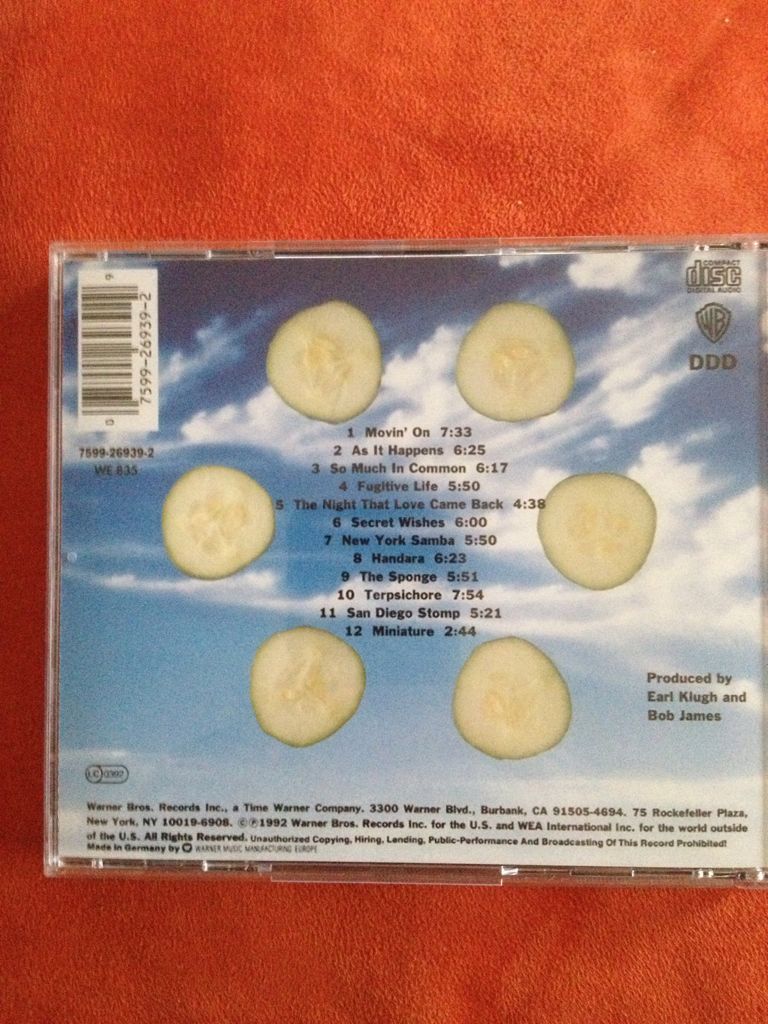 COMPACT
disc
DIGITAL AUDIO
WB
DDD
7599-26939-2
7599-26939-2
WE 835
1 Movin' On 7:33
2 As It Happens 6:25
3 So Much In Common 6:17
4 Fugitive Life 5:50
5 The Night That Love Came Back 4:38
6 Secret Wishes 6:00
7 New York Samba 5:50
8 Handara 6:23
9 The Sponge 5:51
10 Terpsichore 7:54
11 San Diego Stomp 5:21
12 Miniature 2:44
Produced by
Earl Klugh and
Bob James
LC 0392
Warner Bros. Records Inc., a Time Warner Company. 3300 Warner Blvd., Burbank, CA 91505-4694. 75 Rockefeller Plaza,
New York, NY 10019-6908. ©℗1992 Warner Bros. Records Inc. for the U.S. and WEA International Inc. for the world outside
of the U.S. All Rights Reserved. Unauthorized Copying, Hiring, Lending, Public-Performance And Broadcasting Of This Record Prohibited!
Made in Germany by WARNER MUSIC MANUFACTURING EUROPE